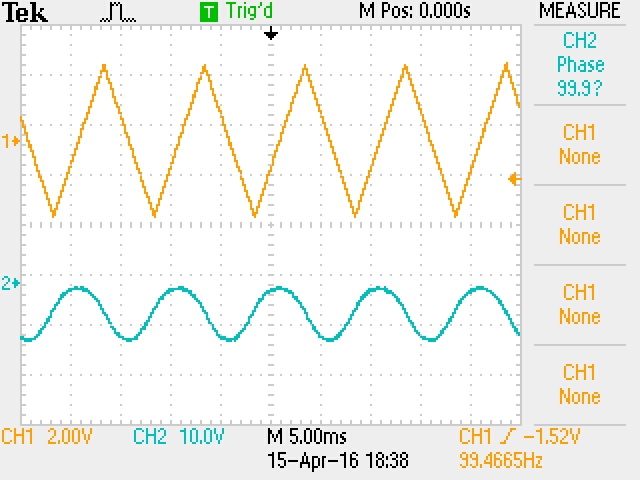 Tek T Trig'd M Pos: 0.000s MEASURE
CH2
Phase
99.9?
1
CH1
None
CH1
None
2
CH1
None
CH1
None
CH1 2.00V CH2 10.0V M 5.00ms CH1 -1.52V
15-Apr-16 18:38 99.4665Hz